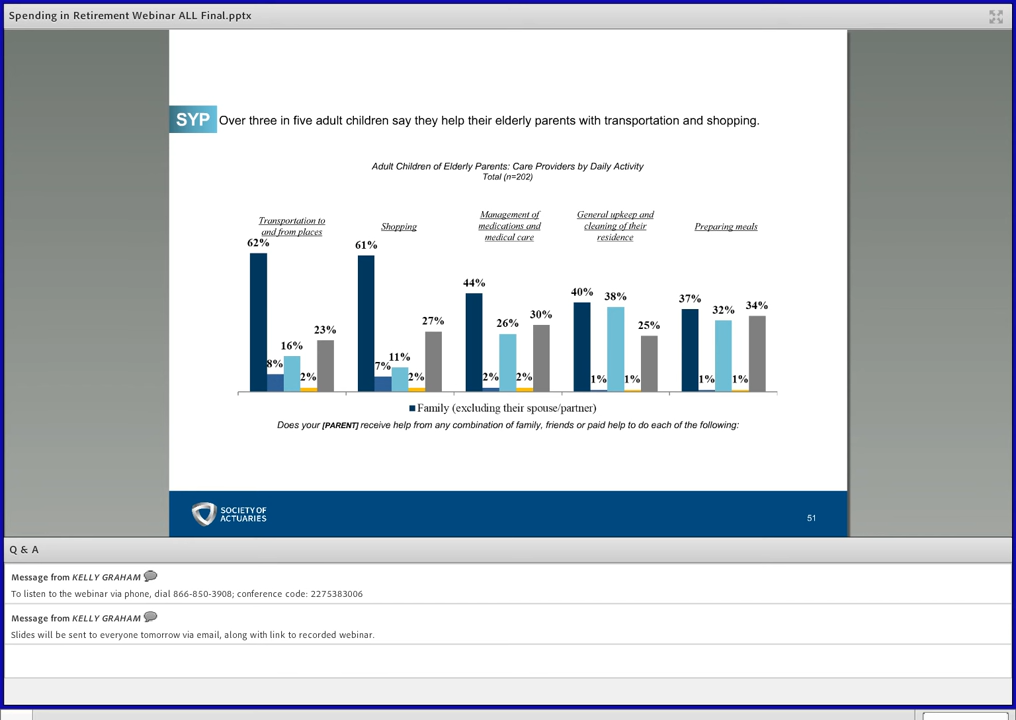 Spending in Retirement Webinar ALL Final.pptx
SYP Over three in five adult children say they help their elderly parents with transportation and shopping.
Adult Children of Elderly Parents: Care Providers by Daily Activity
Total (n=202)
Transportation to
and from places
Shopping
Management of
medications and
medical care
General upkeep and
cleaning of their
residence
Preparing meals
62% 8% 16% 2% 23%
61% 7% 11% 2% 27%
44% 2% 26% 2% 30%
40% 1% 38% 1% 25%
37% 1% 32% 1% 34%
Family (excluding their spouse/partner)
Does your [PARENT] receive help from any combination of family, friends or paid help to do each of the following:
SOCIETY OF
ACTUARIES
51
Q & A
Message from KELLY GRAHAM
To listen to the webinar via phone, dial 866-850-3908; conference code: 2275383006
Message from KELLY GRAHAM
Slides will be sent to everyone tomorrow via email, along with link to recorded webinar.